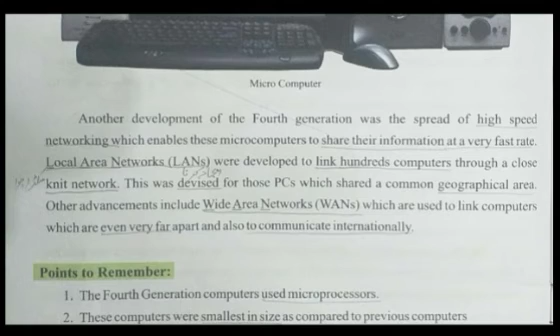 Micro Computer
Another development of the Fourth generation was the spread of high speed
networking which enables these microcomputers to share their information at a very fast rate.
Local Area Networks (LANs) were developed to link hundreds computers through a close
knit network. This was devised for those PCs which shared a common geographical area.
Other advancements include Wide Area Networks (WANs) which are used to link computers
which are even very far apart and also to communicate internationally.
Points to Remember:
1. The Fourth Generation computers used microprocessors.
2. These computers were smallest in size as compared to previous computers